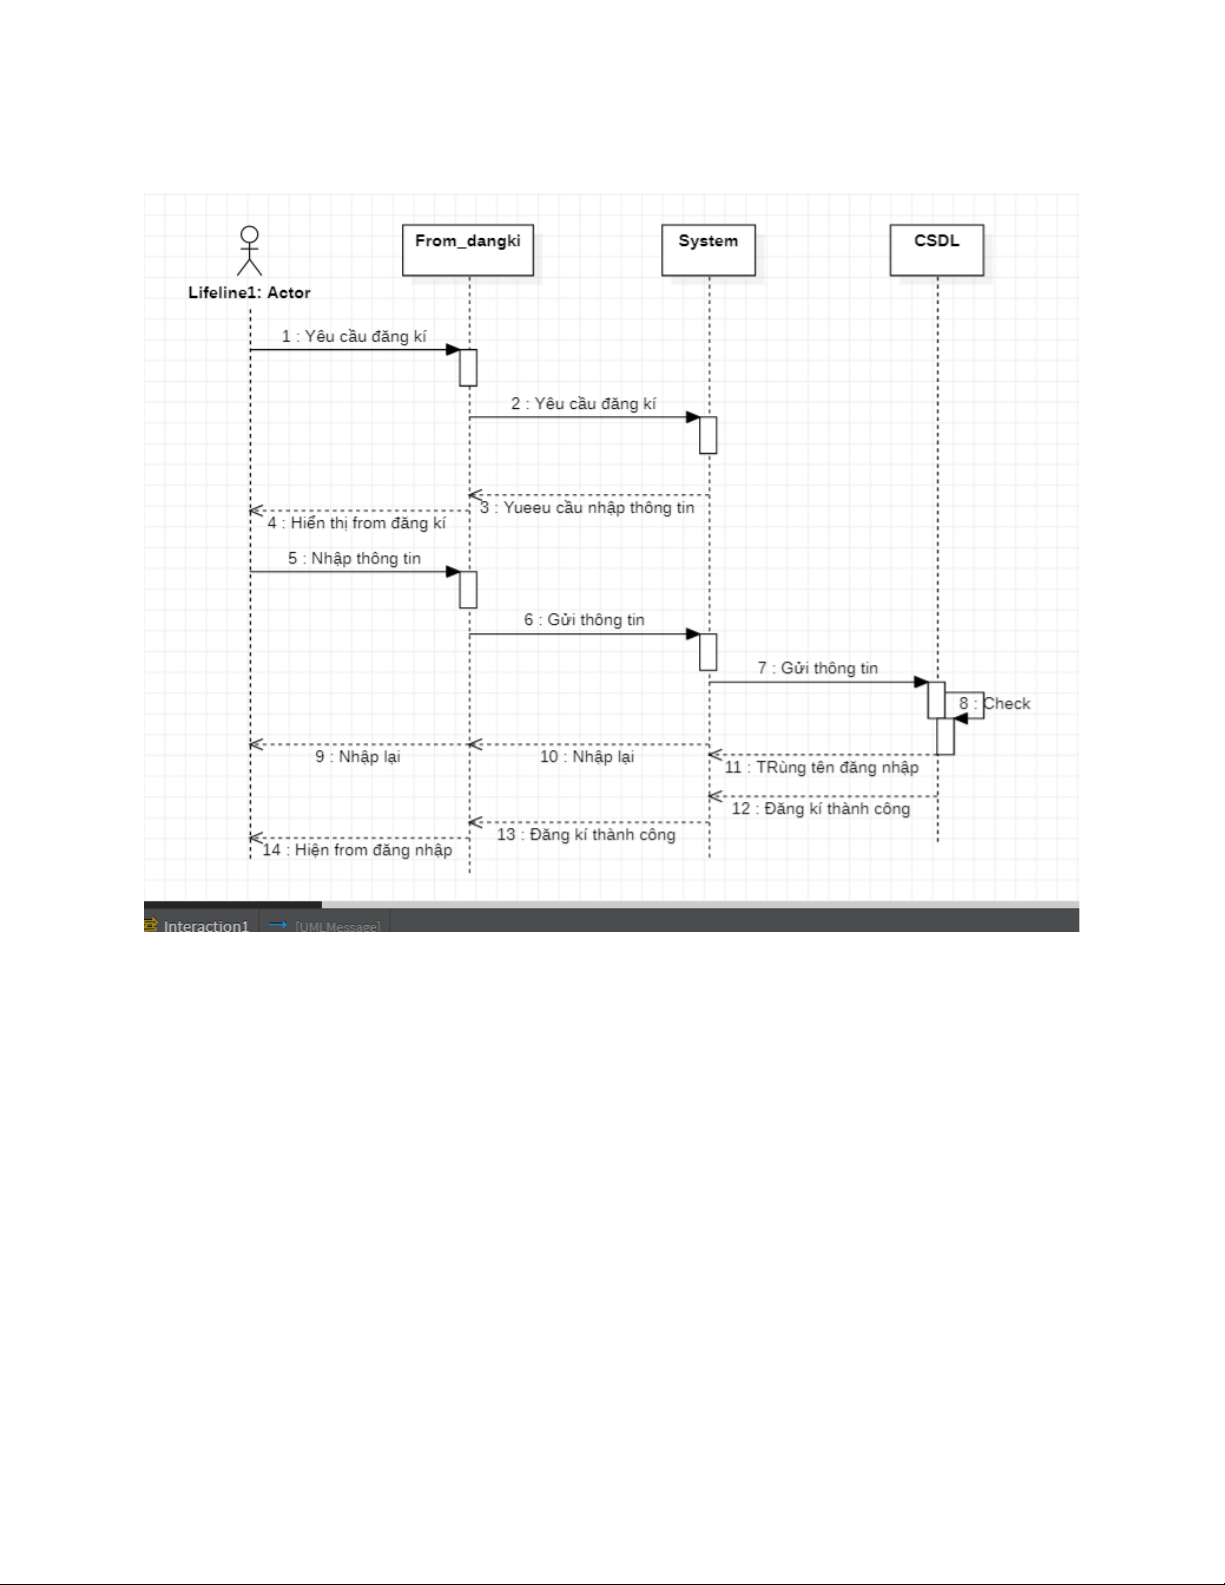 From_dangki
System
CSDL
Lifeline1: Actor
1 : Yêu cầu đăng kí
2 : Yêu cầu đăng kí
3 : Yueeu cầu nhập thông tin
4 : Hiển thị from đăng kí
5 : Nhập thông tin
6 : Gửi thông tin
7 : Gửi thông tin
8 : Check
9 : Nhập lại
10 : Nhập lại
11 : TRùng tên đăng nhập
12 : Đăng kí thành công
13 : Đăng kí thành công
14 : Hiện from đăng nhập
Interaction1
[UMLMessage]